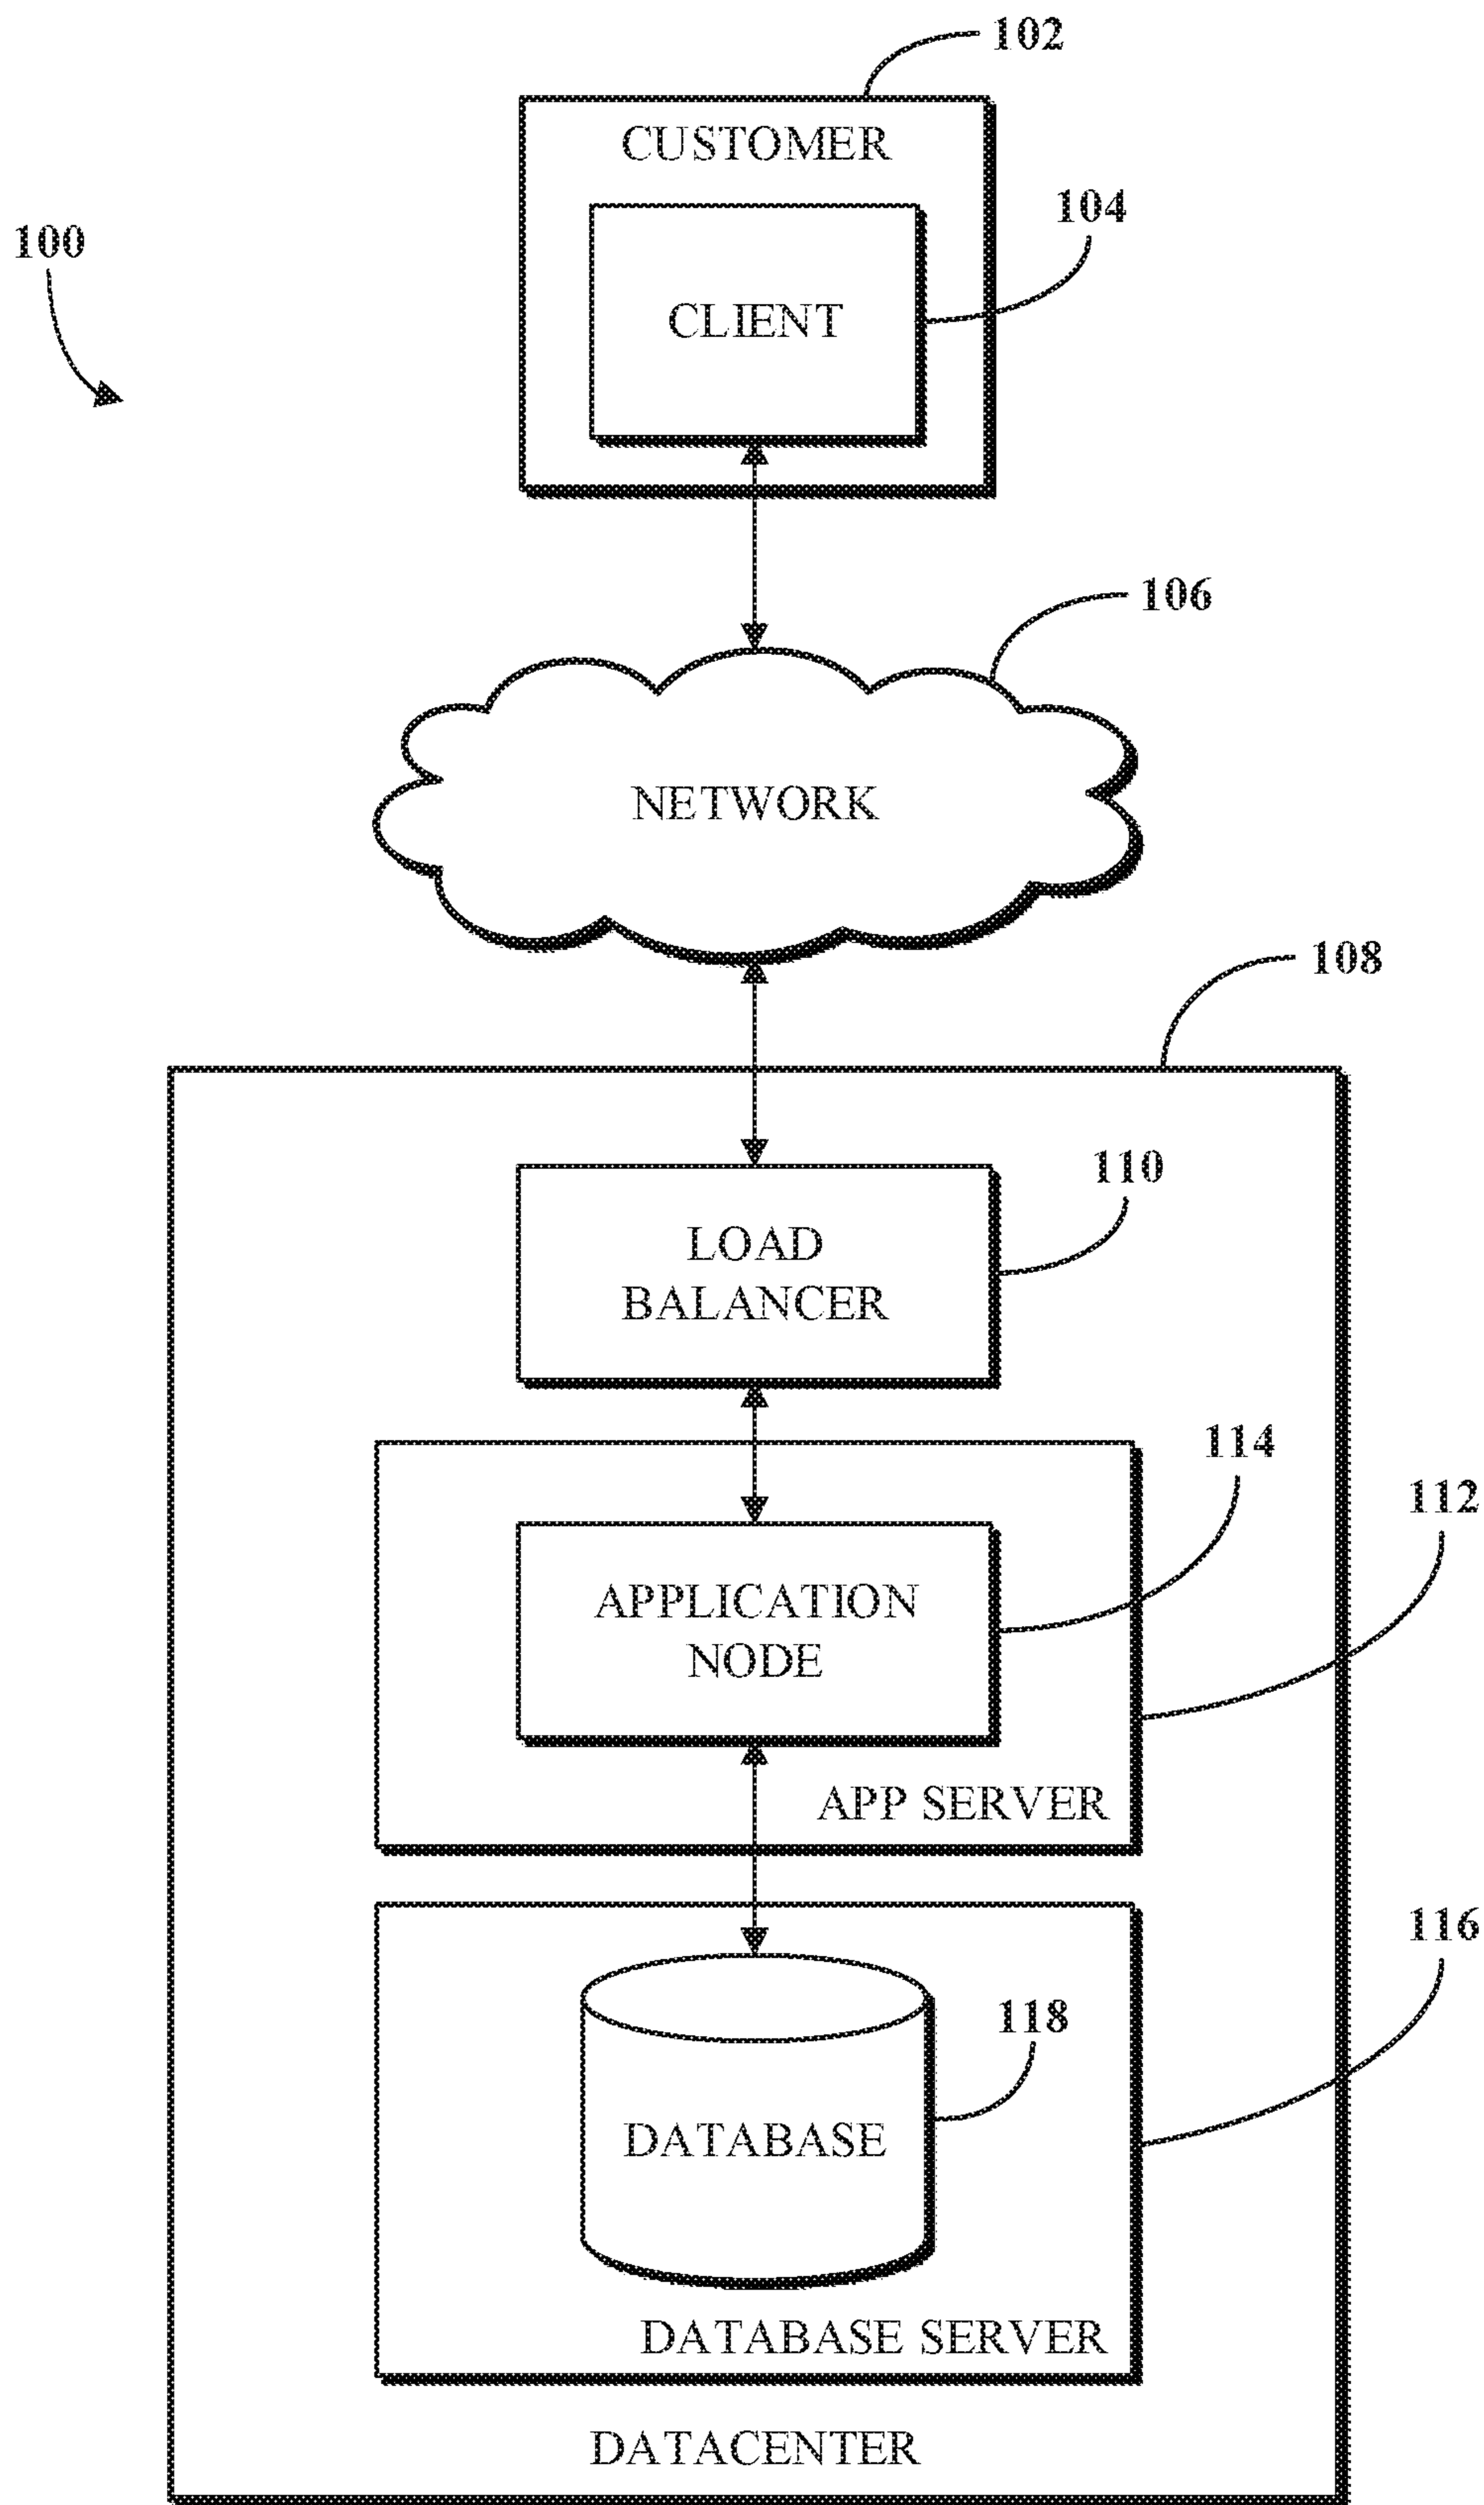 102
CUSTOMER
104
100
CLIENT
106
NETWORK
108
110
LOAD
BALANCER
114
112
APPLICATION
NODE
APP SERVER
116
118
DATABASE
DATABASE SERVER
DATACENTER